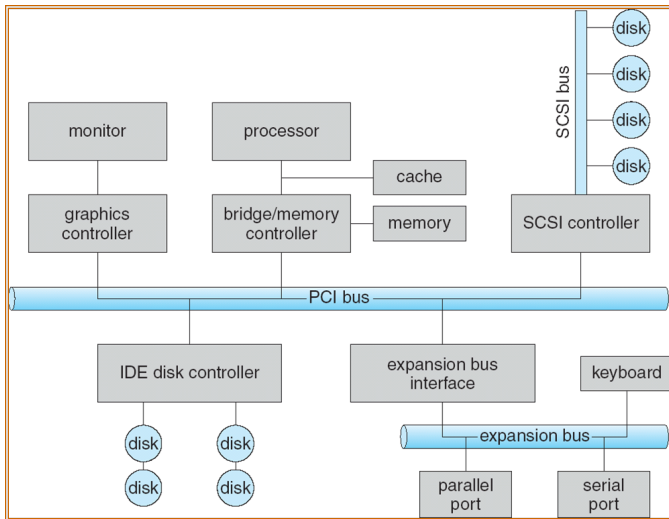 disk
disk
SCSI bus
disk
disk
monitor
processor
cache
graphics
controller
bridge/memory
controller
memory
SCSI controller
PCI bus
IDE disk controller
expansion bus
interface
keyboard
disk
disk
expansion bus
disk
disk
parallel
port
serial
port